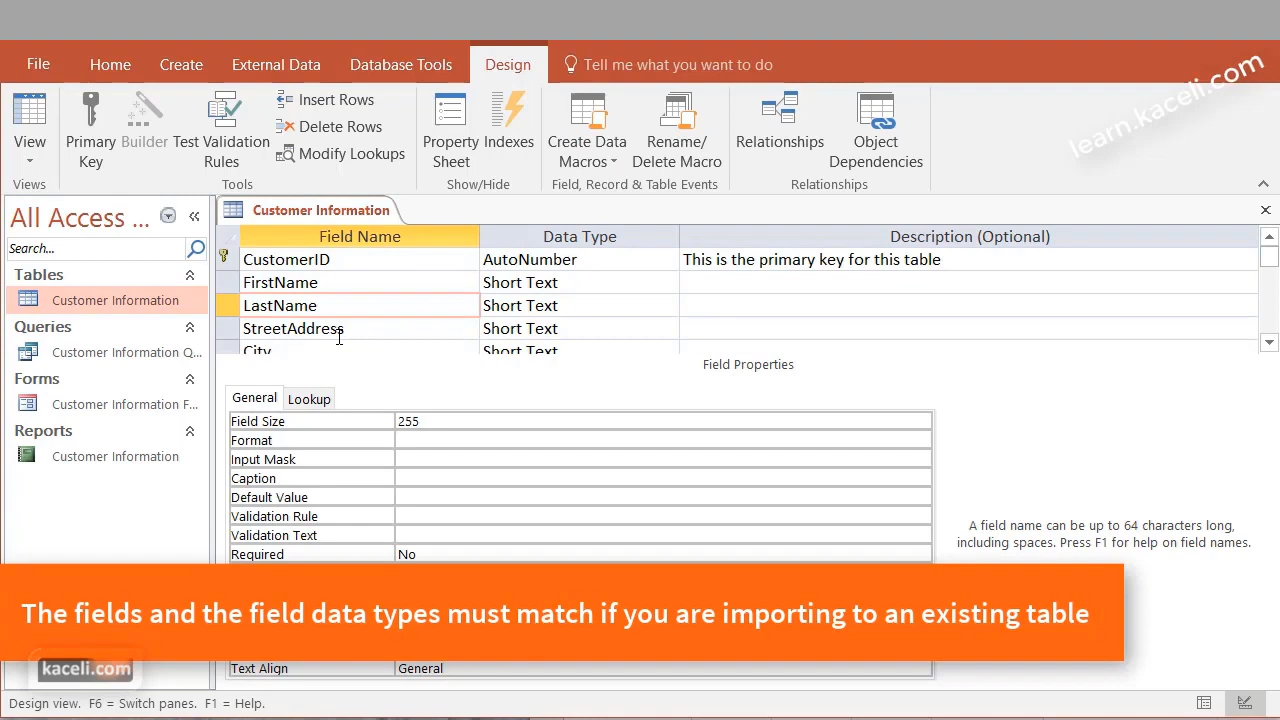 File
Home
Create
External Data
Database Tools
Design
Tell me what you want to do
learn.kaceli.com
View
Primary
Key
Builder
Test Validation
Rules
Insert Rows
Delete Rows
Modify Lookups
Property
Sheet
Indexes
Create Data
Macros
Rename/
Delete Macro
Relationships
Object
Dependencies
Views
Tools
Show/Hide
Field, Record & Table Events
Relationships
All Access ...
Search...
Tables
Customer Information
Queries
Customer Information Q...
Forms
Customer Information F...
Reports
Customer Information
Customer Information
Field Name Data Type Description (Optional)
CustomerID AutoNumber This is the primary key for this table
FirstName Short Text
LastName Short Text
StreetAddress Short Text
City Short Text
Field Properties
General
Lookup
Field Size 255
Format
Input Mask
Caption
Default Value
Validation Rule
Validation Text
Required No
A field name can be up to 64 characters long,
including spaces. Press F1 for help on field names.
The fields and the field data types must match if you are importing to an existing table
kaceli.com
Text Align General
Design view. F6 = Switch panes. F1 = Help.